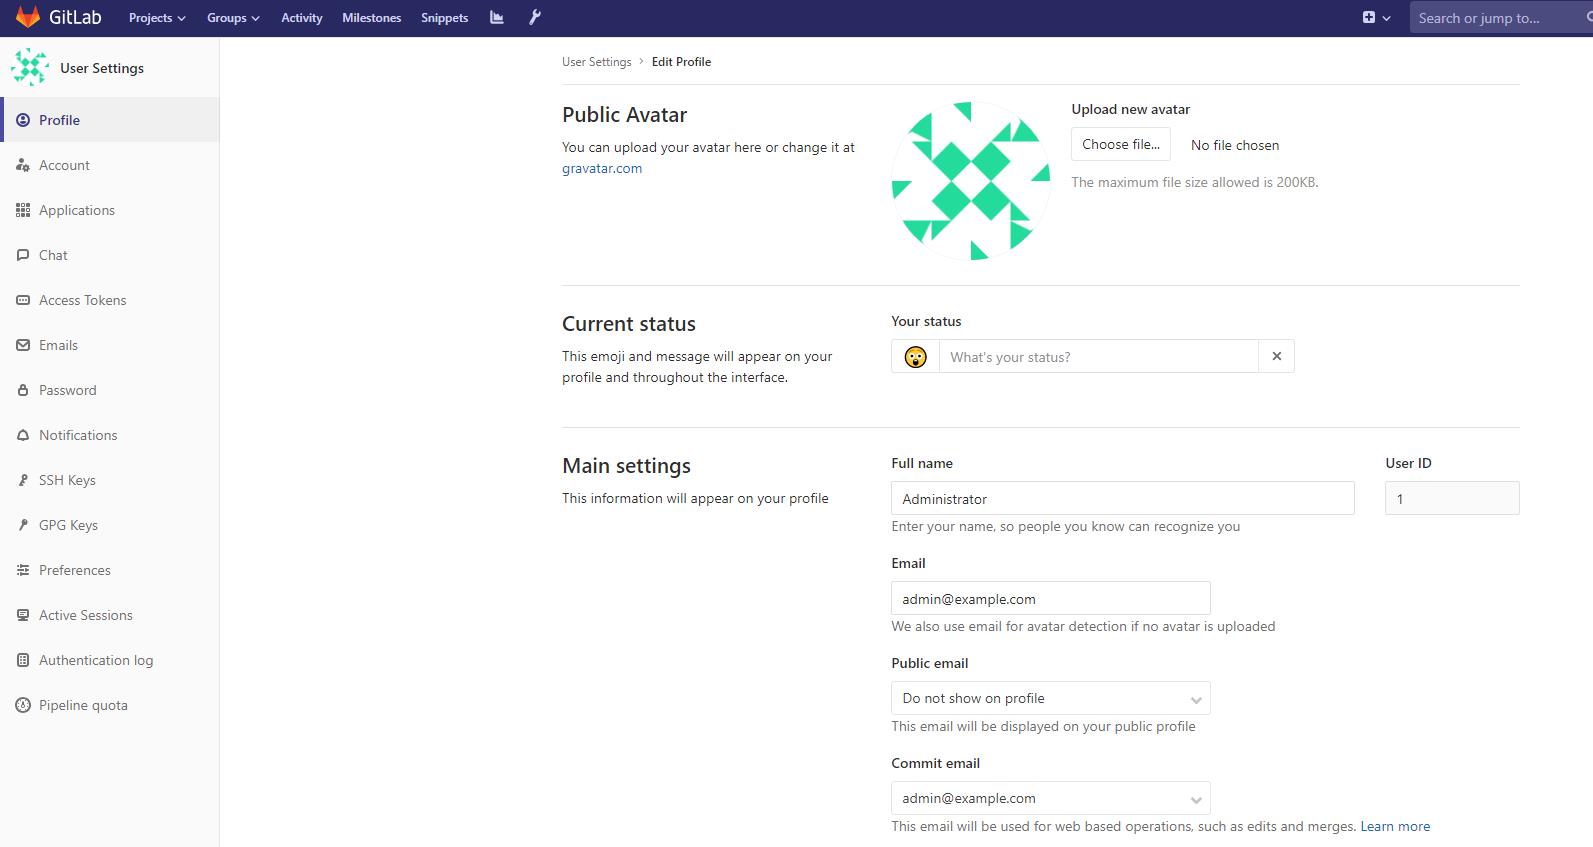 GitLab Projects Groups Activity Milestones Snippets Search or jump to...
User Settings
Profile
Account
Applications
Chat
Access Tokens
Emails
Password
Notifications
SSH Keys
GPG Keys
Preferences
Active Sessions
Authentication log
Pipeline quota
User Settings › Edit Profile
Public Avatar
You can upload your avatar here or change it at
gravatar.com
Upload new avatar
Choose file... No file chosen
The maximum file size allowed is 200KB.
Current status
This emoji and message will appear on your
profile and throughout the interface.
Your status
What's your status?
Main settings
This information will appear on your profile
Full name
Administrator
Enter your name, so people you know can recognize you
User ID
1
Email
admin@example.com
We also use email for avatar detection if no avatar is uploaded
Public email
Do not show on profile
This email will be displayed on your public profile
Commit email
admin@example.com
This email will be used for web based operations, such as edits and merges. Learn more